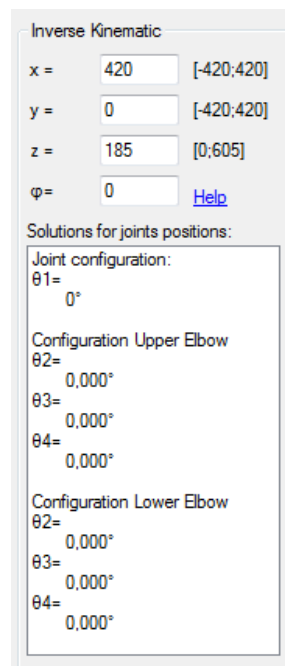 Inverse Kinematic
x = 420 [-420;420]
y = 0 [-420;420]
z = 185 [0;605]
φ= 0 Help
Solutions for joints positions:
Joint configuration:
θ1=
0°
Configuration Upper Elbow
θ2=
0,000°
θ3=
0,000°
θ4=
0,000°
Configuration Lower Elbow
θ2=
0,000°
θ3=
0,000°
θ4=
0,000°